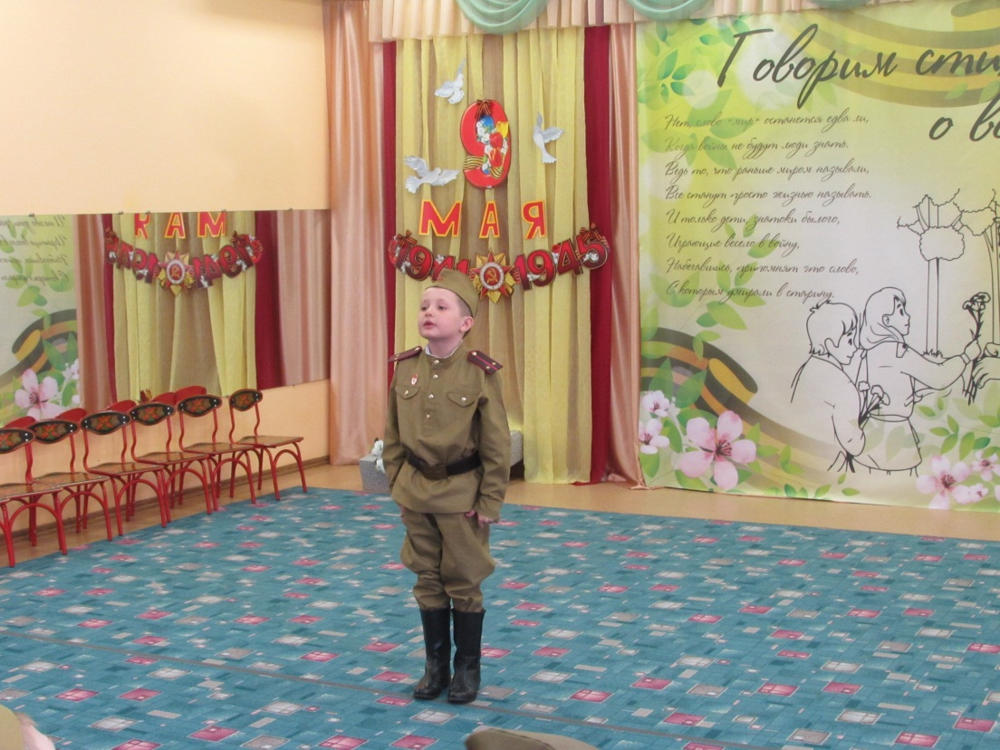 9
МАЯ
1941 1945
Говорим сти
о во
Нет, слово "мир" останется едва ли,
Когда войны не будут люди знать.
Ведь то, что раньше миром называли,
Все станут просто жизнью называть.
И только дети, знатоки былого,
Играющие весело в войну,
Набегавшись, припомнят это слово,
С которым умирали в старину.